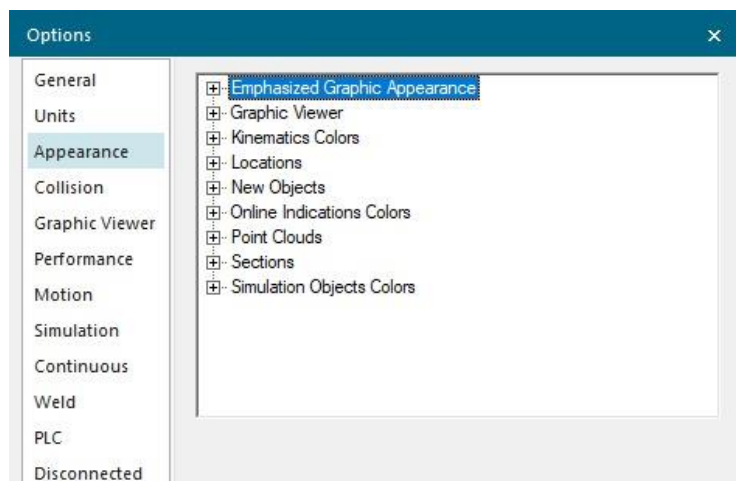 Options
General
Units
Appearance
Collision
Graphic Viewer
Performance
Motion
Simulation
Continuous
Weld
PLC
Disconnected
Emphasized Graphic Appearance
Graphic Viewer
Kinematics Colors
Locations
New Objects
Online Indications Colors
Point Clouds
Sections
Simulation Objects Colors